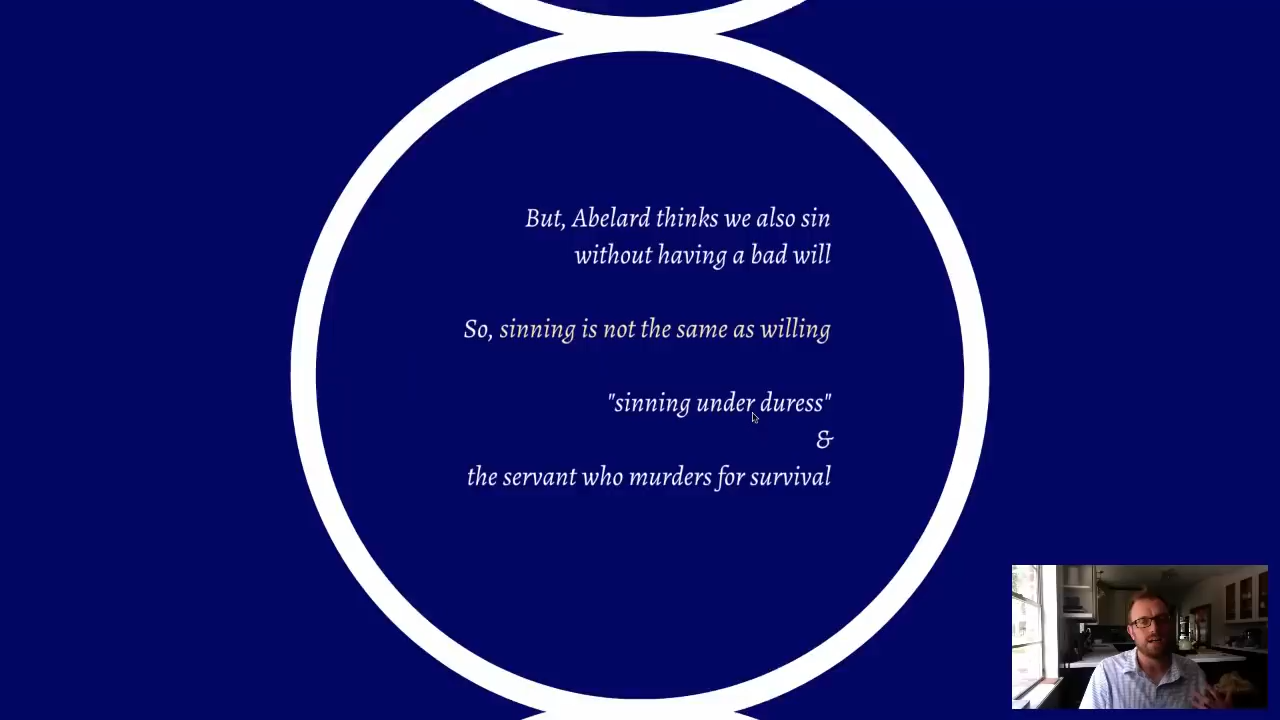 But, Abelard thinks we also sin
without having a bad will
So, sinning is not the same as willing
"sinning under duress"
&
the servant who murders for survival